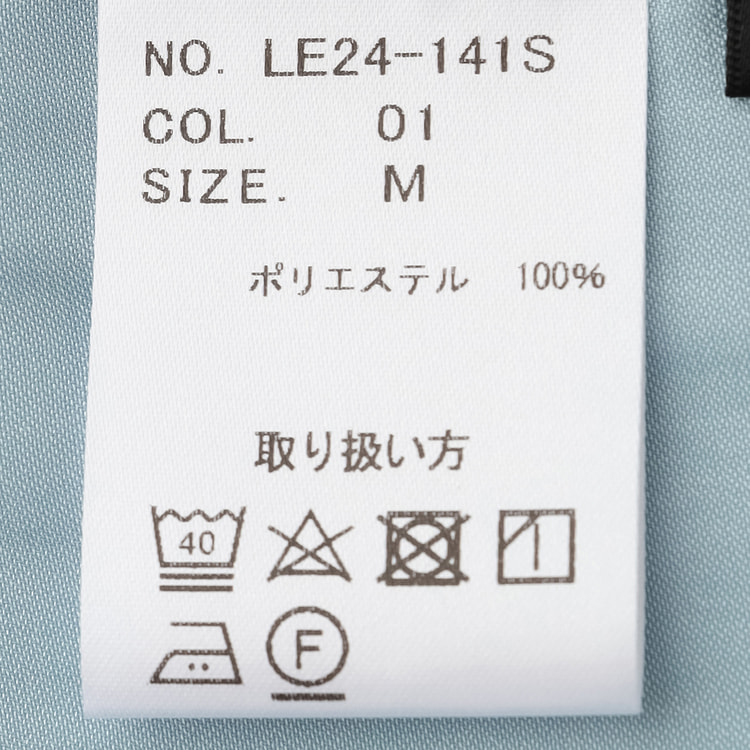 NO. LE24-141S
COL. 01
SIZE. M
ポリエステル 100%
取り扱い方
40
F